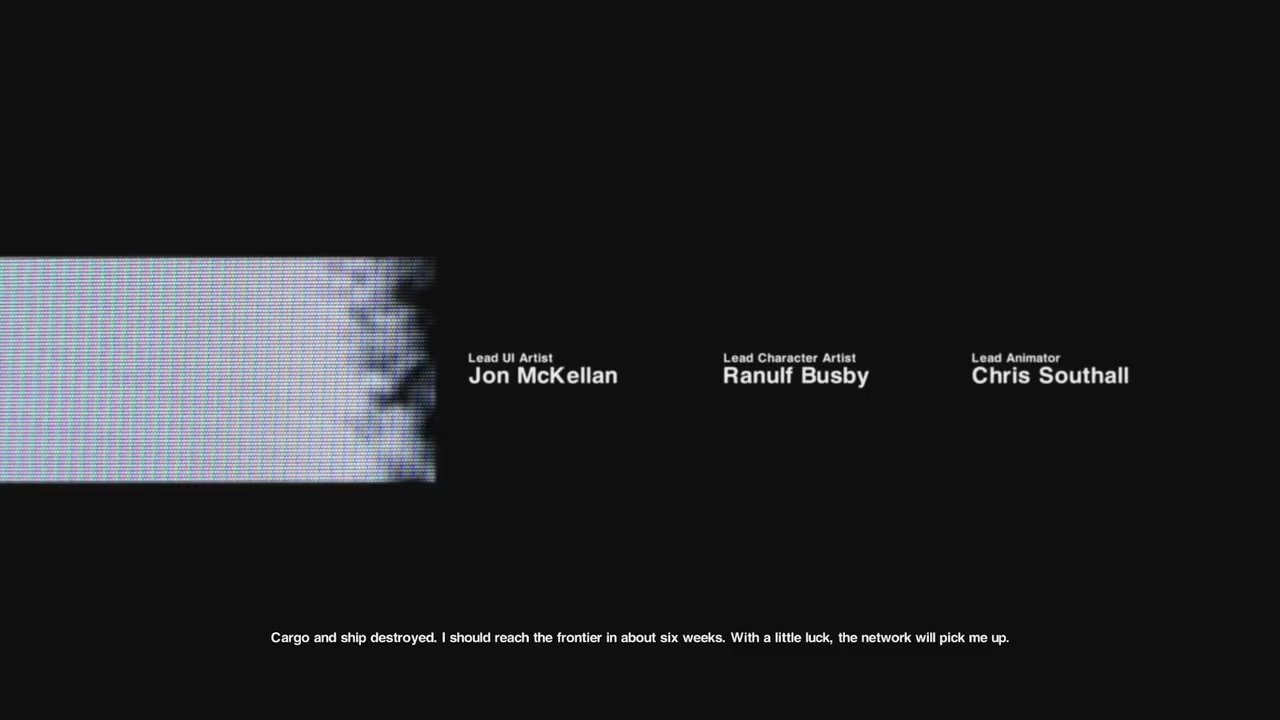 Lead UI Artist
Jon McKellan
Lead Character Artist
Ranulf Busby
Lead Animator
Chris Southall
Cargo and ship destroyed. I should reach the frontier in about six weeks. With a little luck, the network will pick me up.